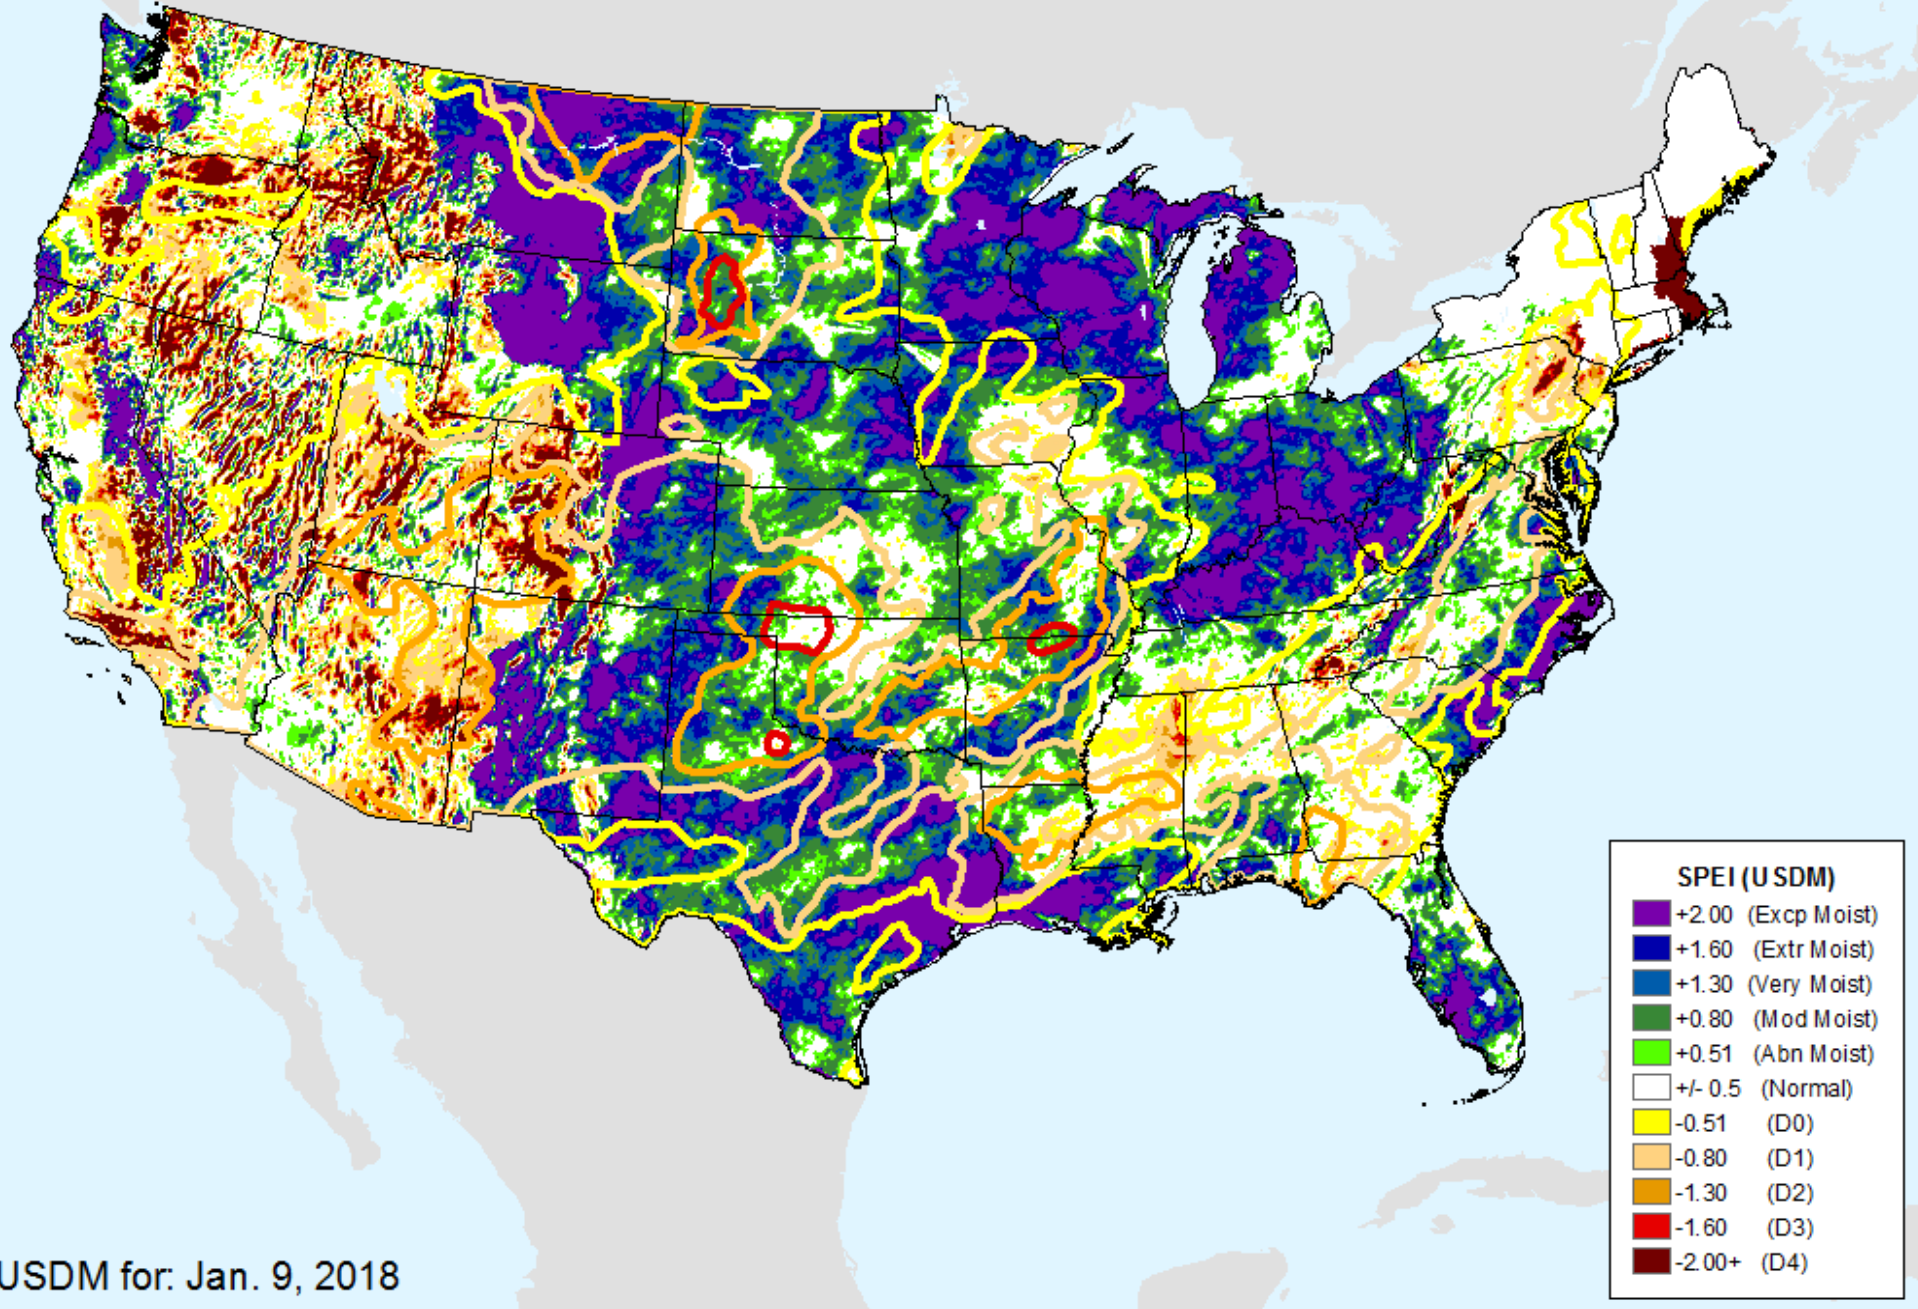 SPEI (USDM)
+2.00 (Excp Moist)
+1.60 (Extr Moist)
+1.30 (Very Moist)
+0.80 (Mod Moist)
+0.51 (Abn Moist)
+/- 0.5 (Normal)
-0.51 (D0)
-0.80 (D1)
-1.30 (D2)
-1.60 (D3)
-2.00+ (D4)
USDM for: Jan. 9, 2018